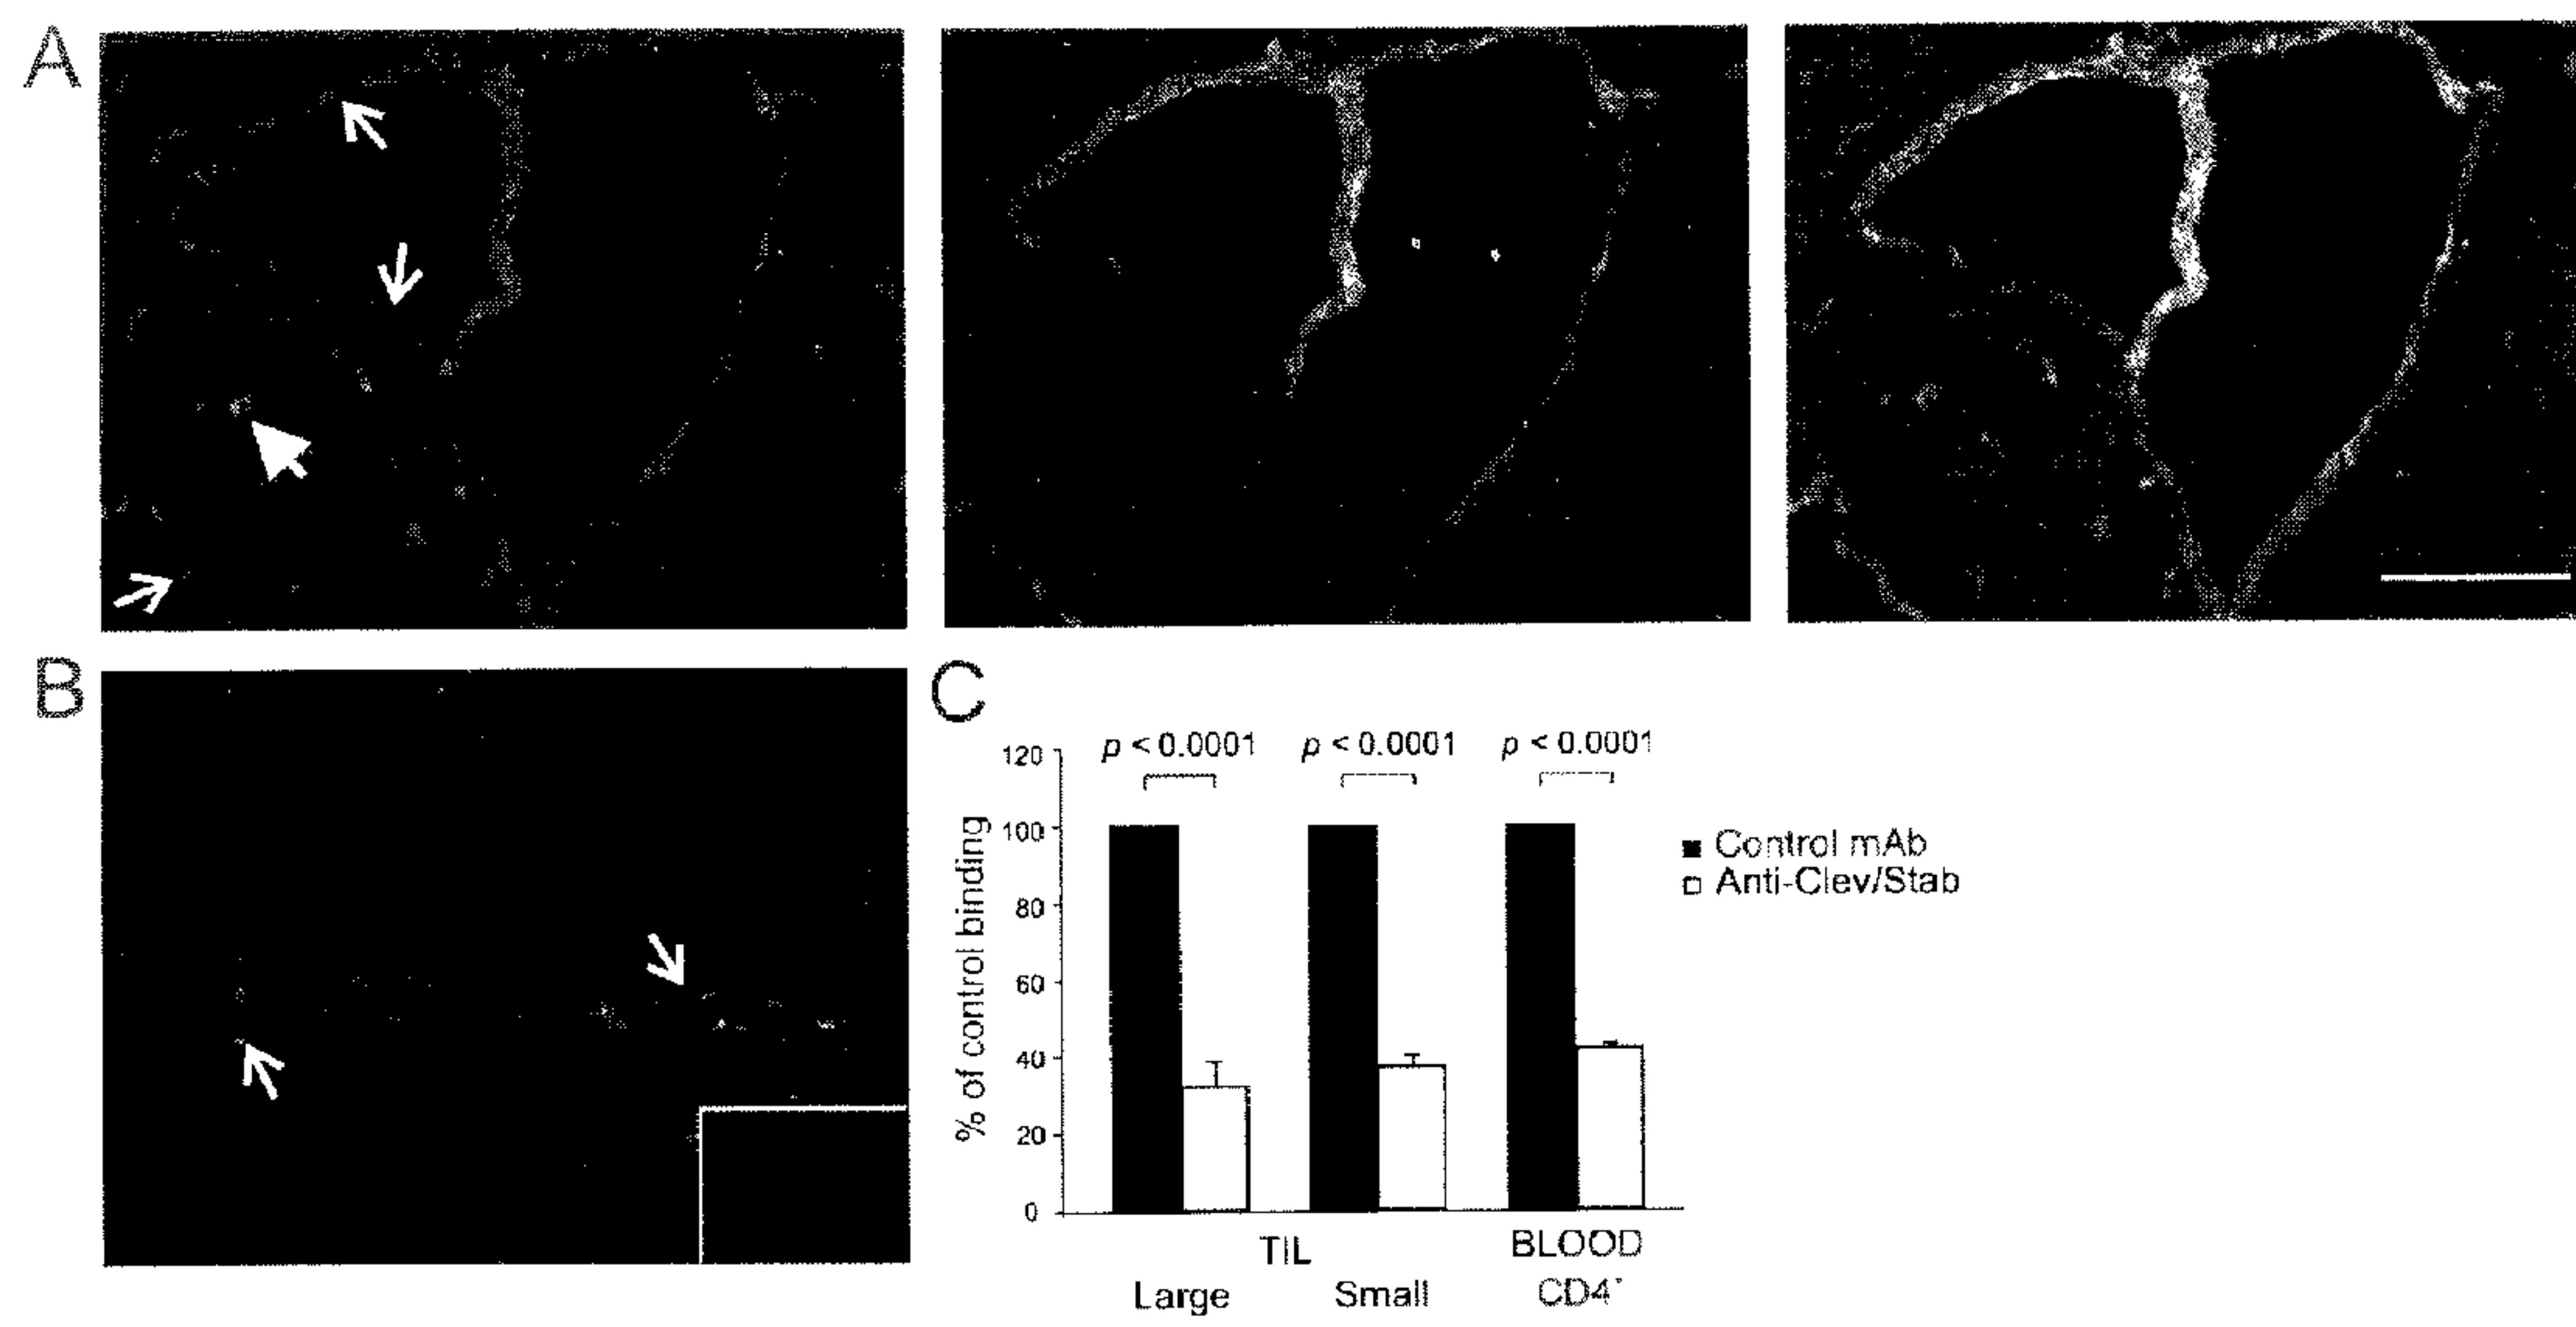 A
B
C
p < 0.0001 p < 0.0001 p < 0.0001
120
100
80
60
40
20
0
% of control binding
Control mAb
Anti-Clev/Stab
TIL BLOOD
Large Small CD4⁺